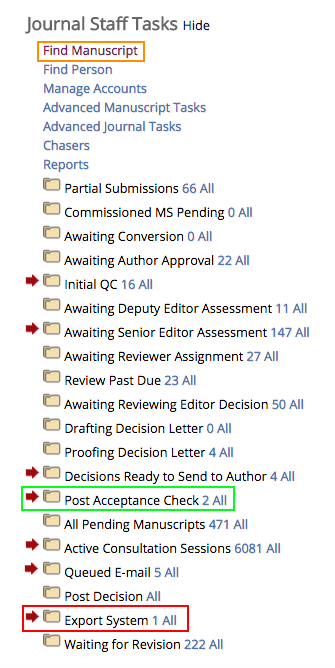 Journal Staff Tasks Hide
Find Manuscript
Find Person
Manage Accounts
Advanced Manuscript Tasks
Advanced Journal Tasks
Chasers
Reports
Partial Submissions 66 All
Commissioned MS Pending 0 All
Awaiting Conversion 0 All
Awaiting Author Approval 22 All
Initial QC 16 All
Awaiting Deputy Editor Assessment 11 All
Awaiting Senior Editor Assessment 147 All
Awaiting Reviewer Assignment 27 All
Review Past Due 23 All
Awaiting Reviewing Editor Decision 50 All
Drafting Decision Letter 0 All
Proofing Decision Letter 4 All
Decisions Ready to Send to Author 4 All
Post Acceptance Check 2 All
All Pending Manuscripts 471 All
Active Consultation Sessions 6081 All
Queued E-mail 5 All
Post Decision All
Export System 1 All
Waiting for Revision 222 All